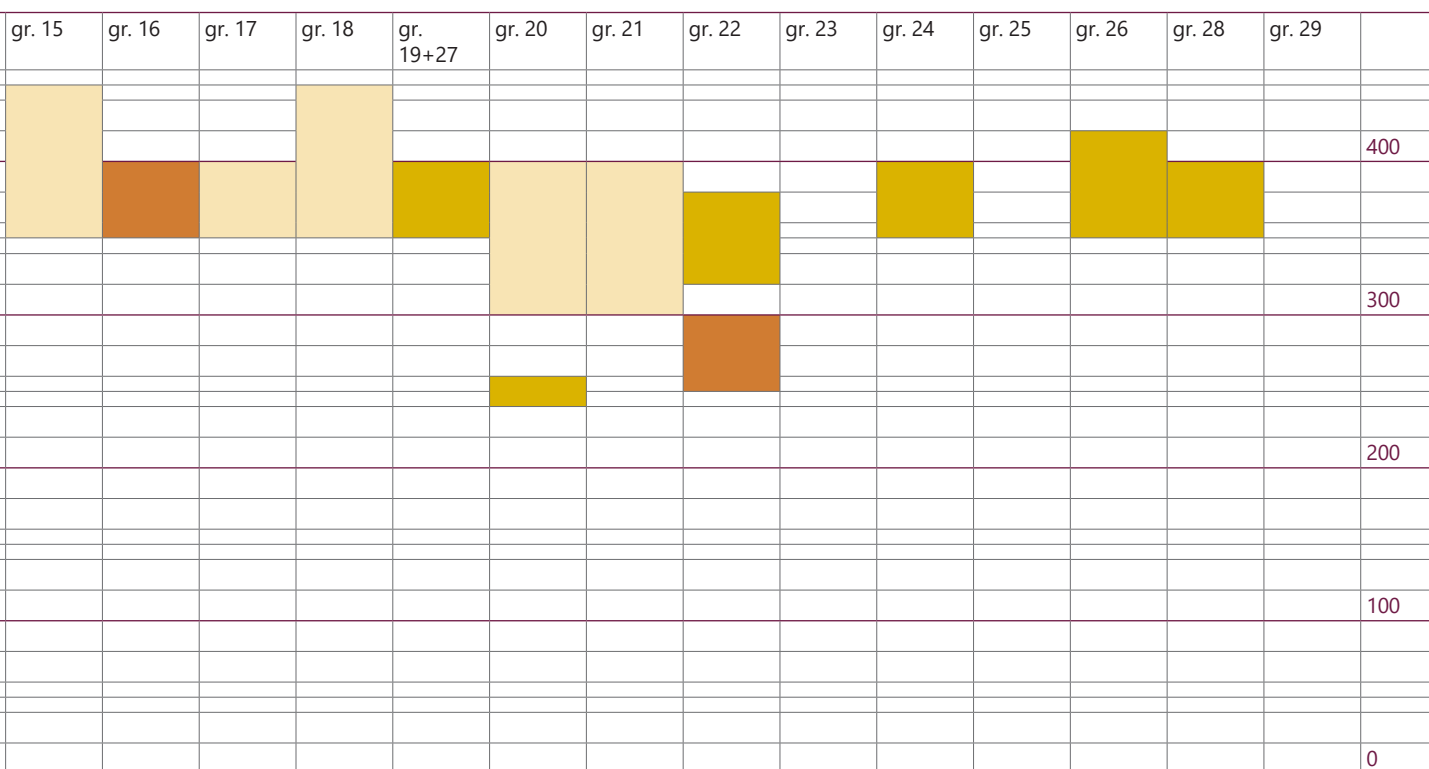 gr. 15
gr. 16
gr. 17
gr. 18
gr.
19+27
gr. 20
gr. 21
gr. 22
gr. 23
gr. 24
gr. 25
gr. 26
gr. 28
gr. 29
400
300
200
100
0